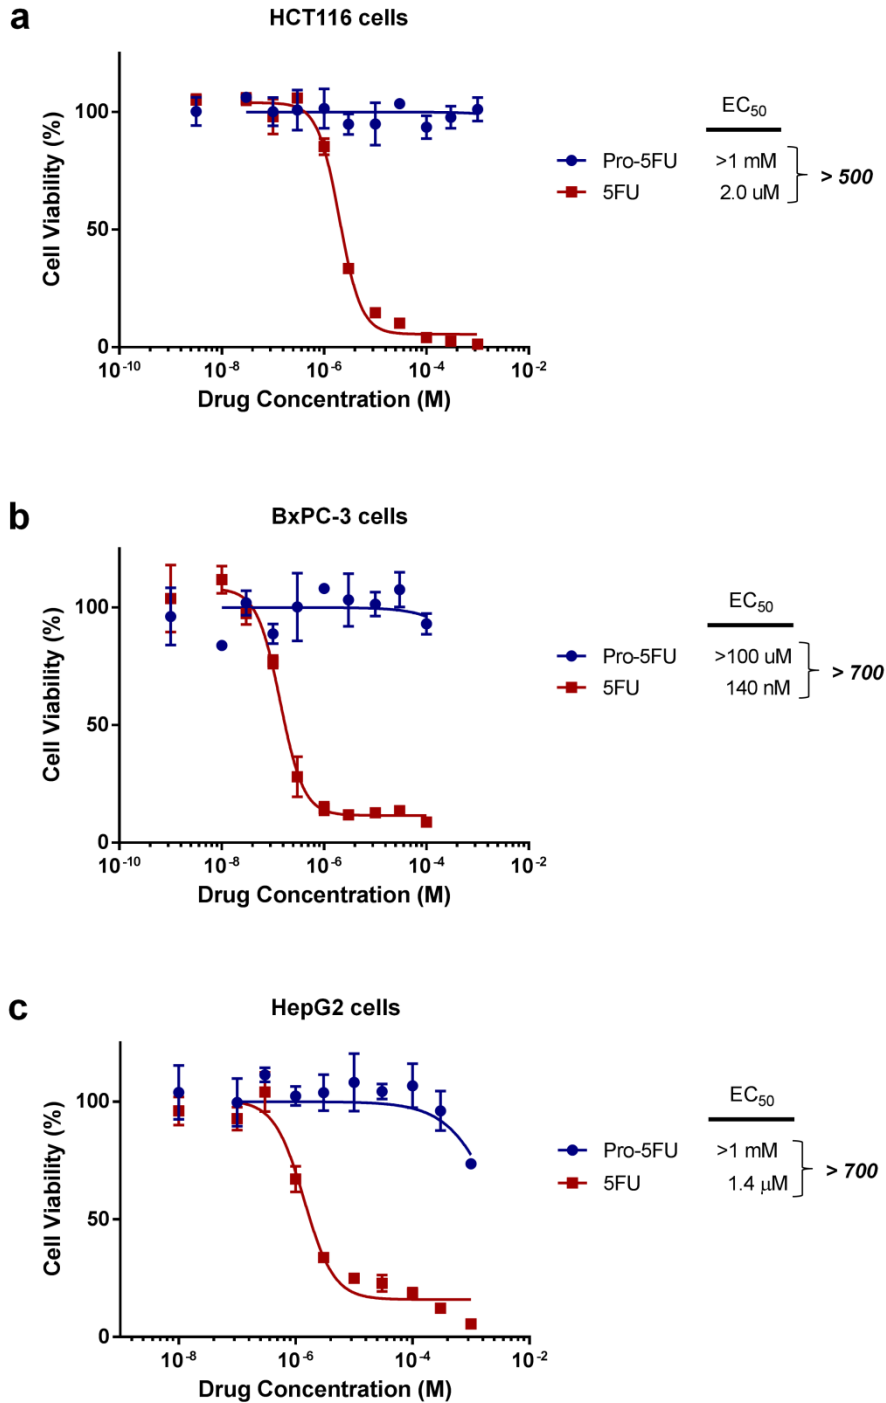 a
HCT116 cells
Cell Viability (%)
100
50
0
10⁻¹⁰ 10⁻⁸ 10⁻⁶ 10⁻⁴ 10⁻²
Drug Concentration (M)
EC₅₀
Pro-5FU >1 mM
5FU 2.0 uM
> 500
b
BxPC-3 cells
Cell Viability (%)
100
50
0
10⁻¹⁰ 10⁻⁸ 10⁻⁶ 10⁻⁴ 10⁻²
Drug Concentration (M)
EC₅₀
Pro-5FU >100 uM
5FU 140 nM
> 700
c
HepG2 cells
Cell Viability (%)
100
50
0
10⁻⁸ 10⁻⁶ 10⁻⁴ 10⁻²
Drug Concentration (M)
EC₅₀
Pro-5FU >1 mM
5FU 1.4 μM
> 700